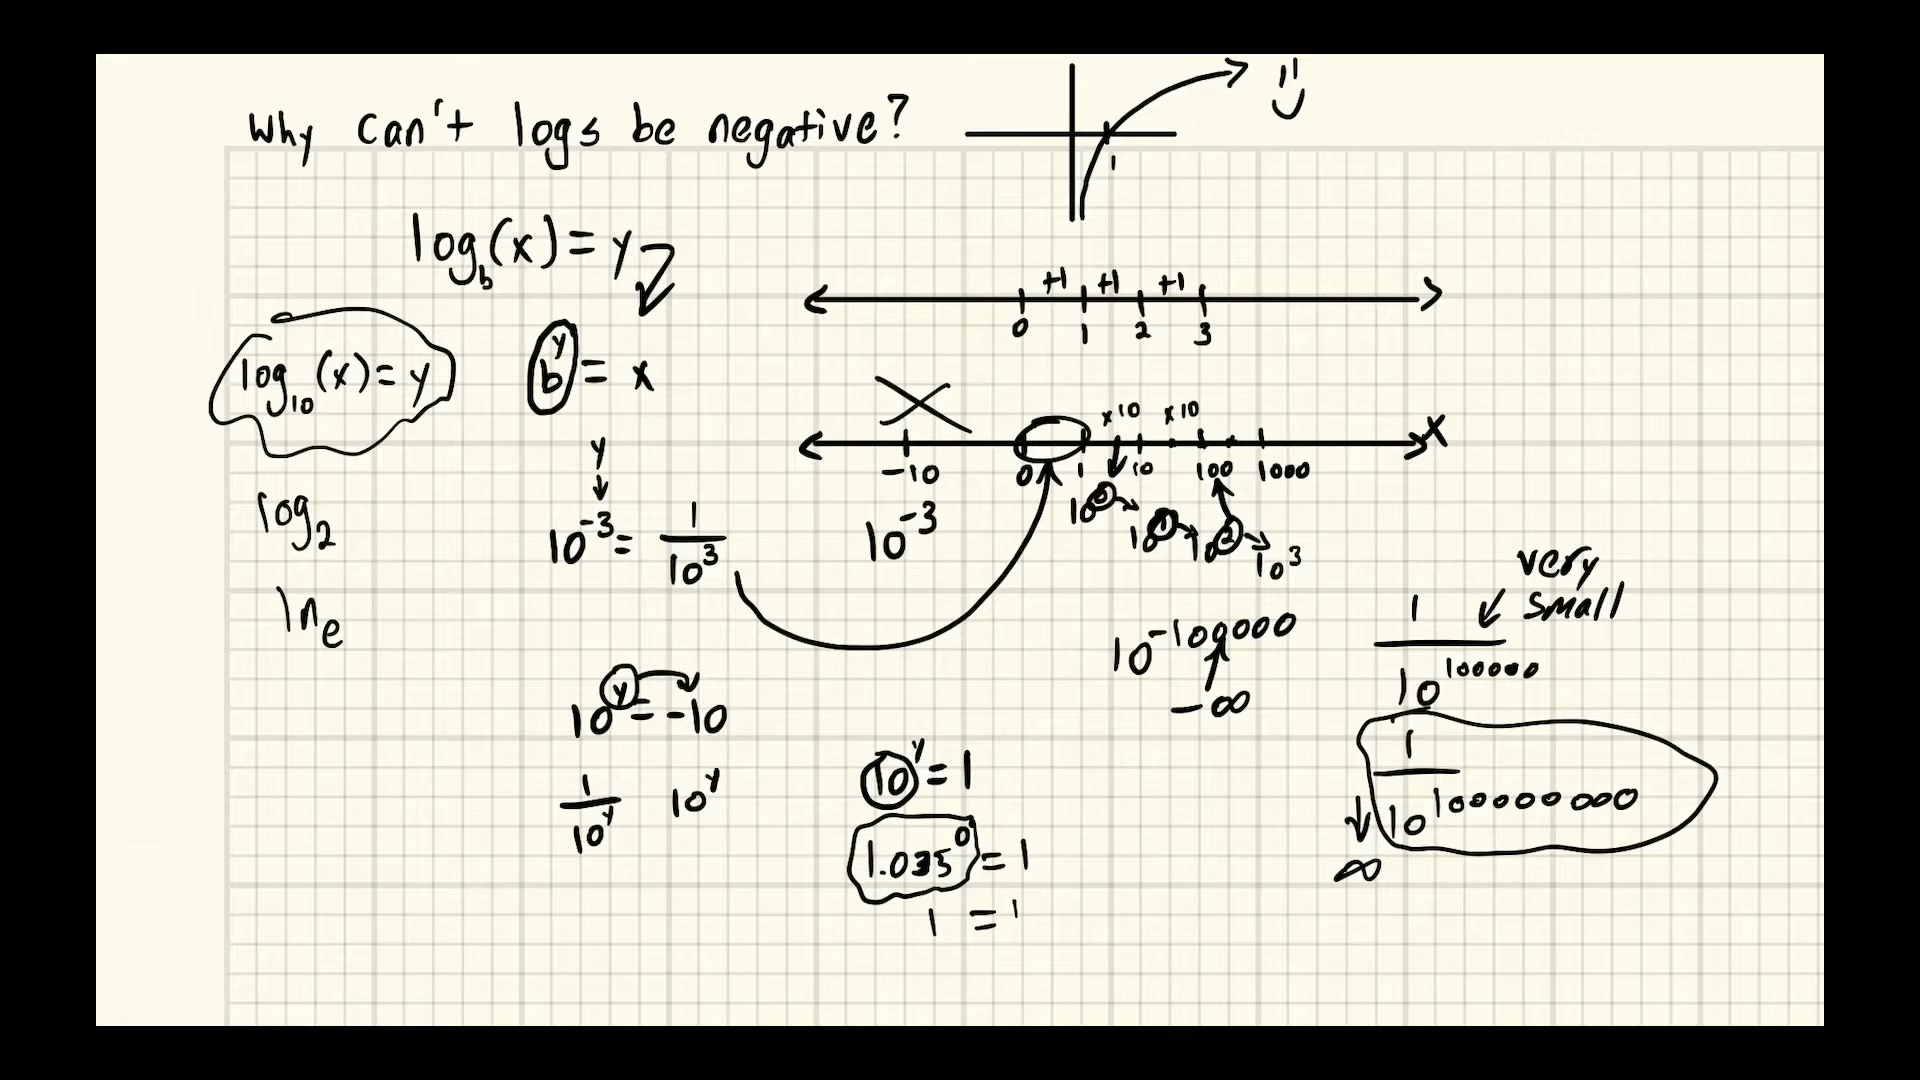 Why can't logs be negative?
1
log_b(x) = y
+1 +1 +1
0 1 2 3
log_10(x) = y
b^y = x
x10 x10
x
-10 0 1 10 100 1000
y
10^-3 = 1/10^3
10^-3
10^0 10^1 10^2 10^3
log_2
ln_e
10^-100000
-∞
very
small
1/10^100000
10^y = -10
1/10^y 10^y
10^y = 1
1.035^0 = 1
1 = 1
1/10^100000000
∞